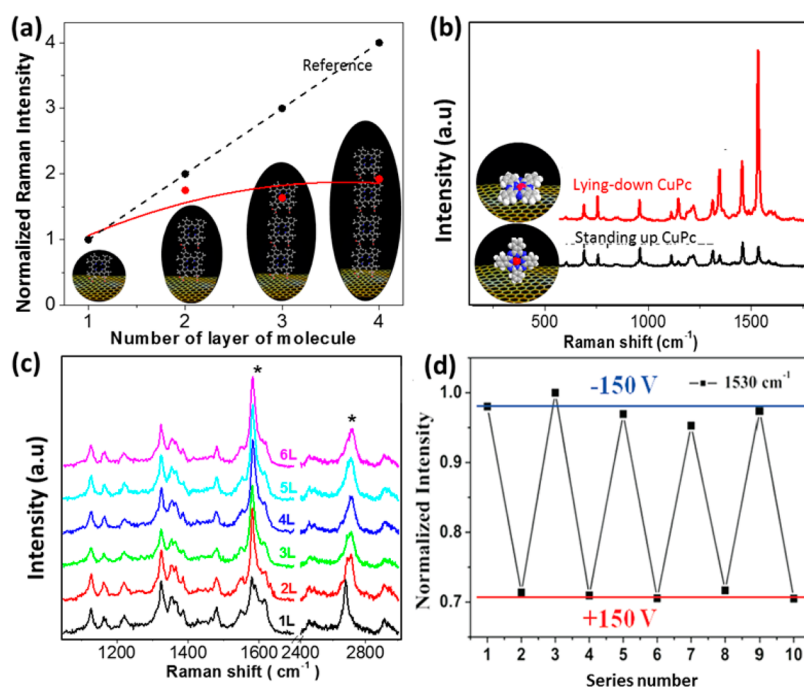 (a)
Normalized Raman Intensity
4
3
2
1
0
Reference
1 2 3 4
Number of layer of molecule
(b)
Intensity (a.u)
Lying-down CuPc
Standing up CuPc
500 1000 1500
Raman shift (cm-1)
(c)
Intensity (a.u)
*
*
6L
5L
4L
3L
2L
1L
1200 1600 2400 2800
Raman shift ( cm-1)
(d)
Normalized Intensity
1.0
0.9
0.8
0.7
-150 V
1530 cm-1
+150 V
1 2 3 4 5 6 7 8 9 10
Series number